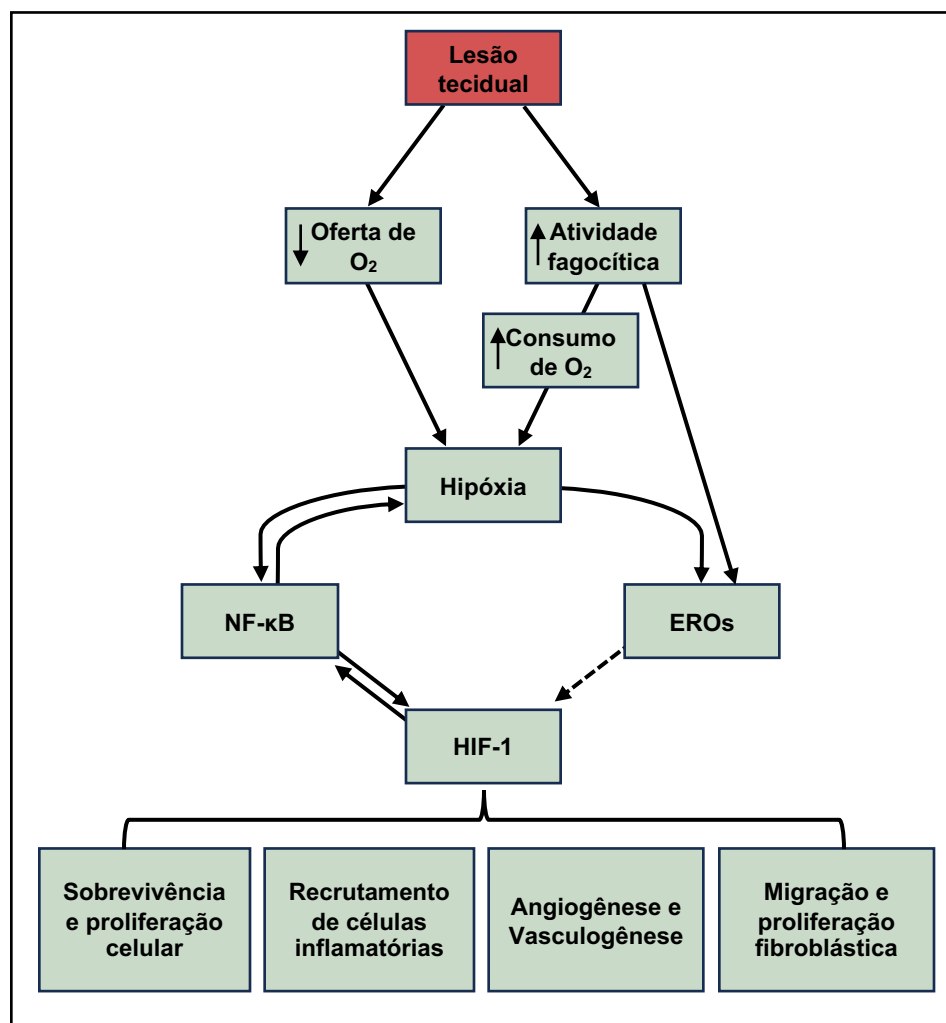 Lesão
tecidual
Oferta de
O₂
Atividade
fagocítica
Consumo
de O₂
Hipóxia
NF-κB
EROs
HIF-1
Sobrevivência
e proliferação
celular
Recrutamento
de células
inflamatórias
Angiogênese e
Vasculogênese
Migração e
proliferação
fibroblástica